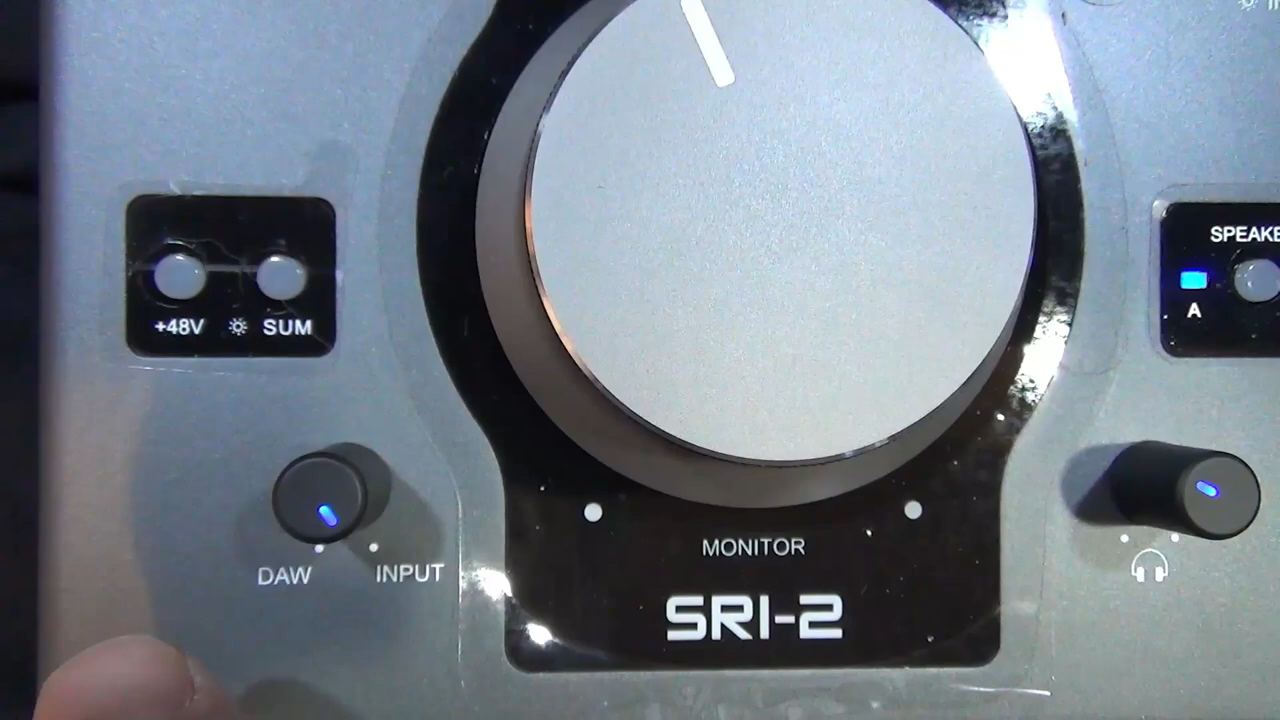 SPEAKE
A
+48V SUM
DAW INPUT
MONITOR
SRI-2